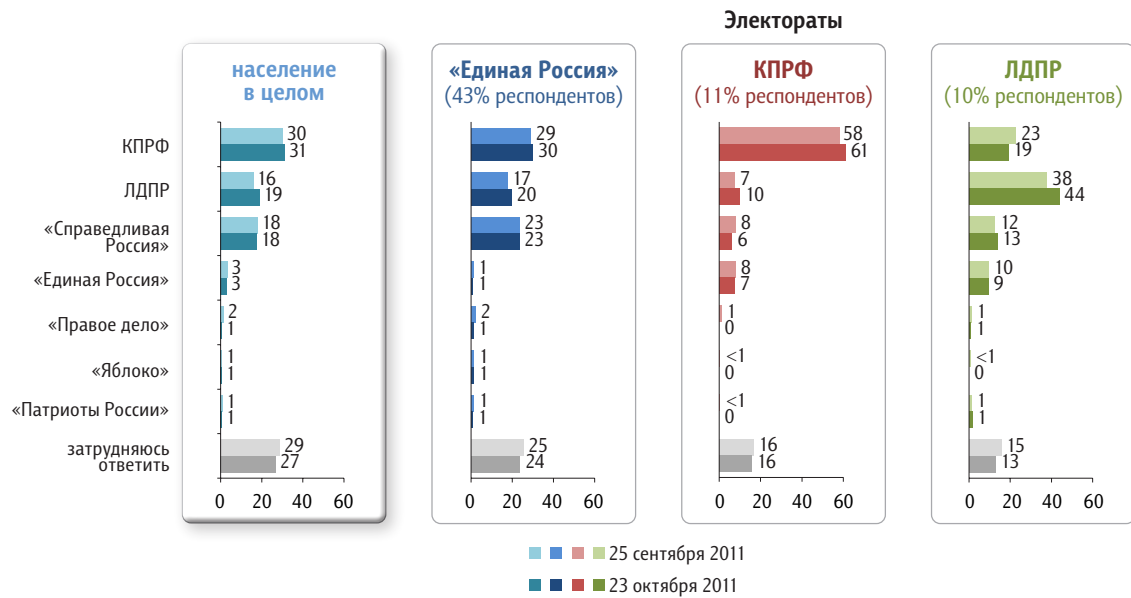 Электораты
население
в целом
«Единая Россия»
(43% респондентов)
КПРФ
(11% респондентов)
ЛДПР
(10% респондентов)
КПРФ
30
31
29
30
58
61
23
19
ЛДПР
16
19
17
20
7
10
38
44
«Справедливая
Россия»
18
18
23
23
8
6
12
13
«Единая Россия»
3
3
1
1
8
7
10
9
«Правое дело»
2
1
2
1
1
0
1
1
«Яблоко»
1
1
1
1
<1
0
<1
0
«Патриоты России»
1
1
1
1
<1
0
1
1
затрудняюсь
ответить
29
27
25
24
16
16
15
13
0 20 40 60
0 20 40 60
0 20 40 60
0 20 40 60
25 сентября 2011
23 октября 2011